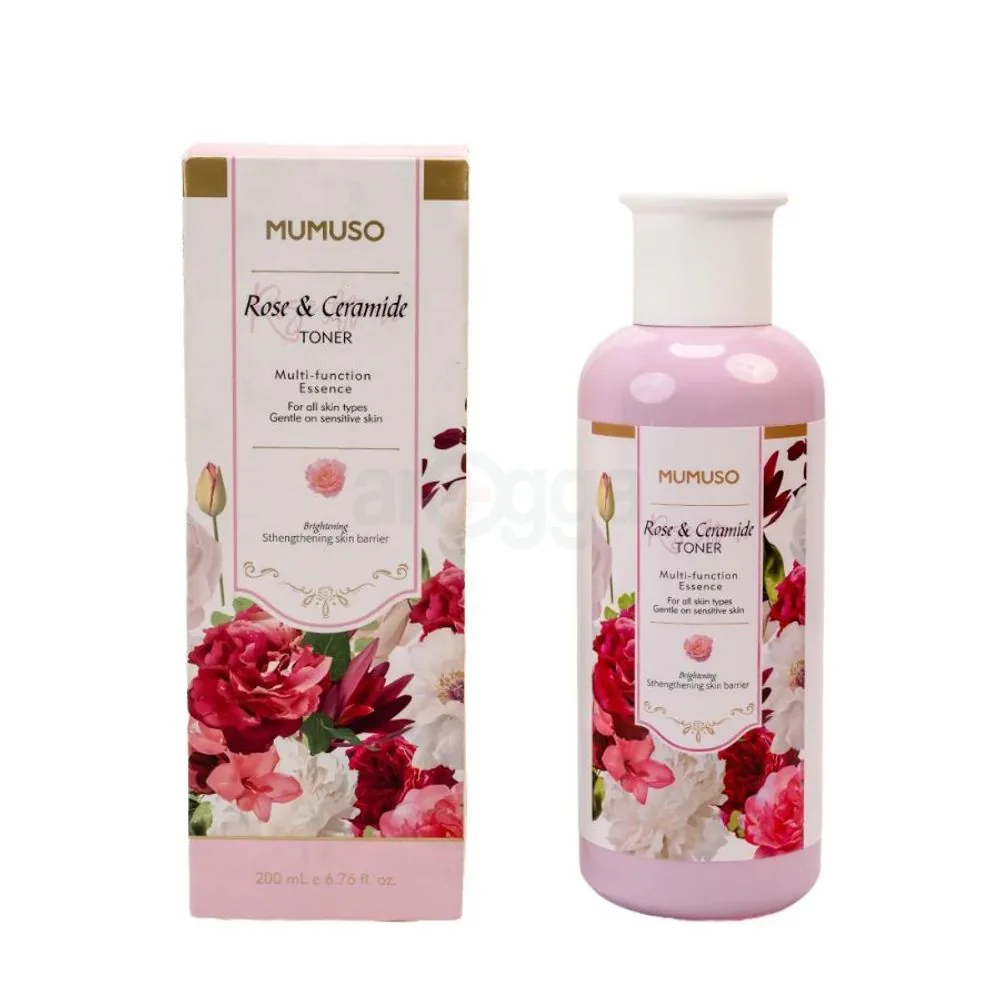 MUMUSO
Rose & Ceramide
TONER
Multi-function
Essence
For all skin types
Gentle on sensitive skin
Brightening
Sthengthening skin barrier
200 mL e 6.76 fl. oz.
MUMUSO
Rose & Ceramide
TONER
Multi-function
Essence
For all skin types
Gentle on sensitive skin
Brightening
Sthengthening skin barrier
arogga